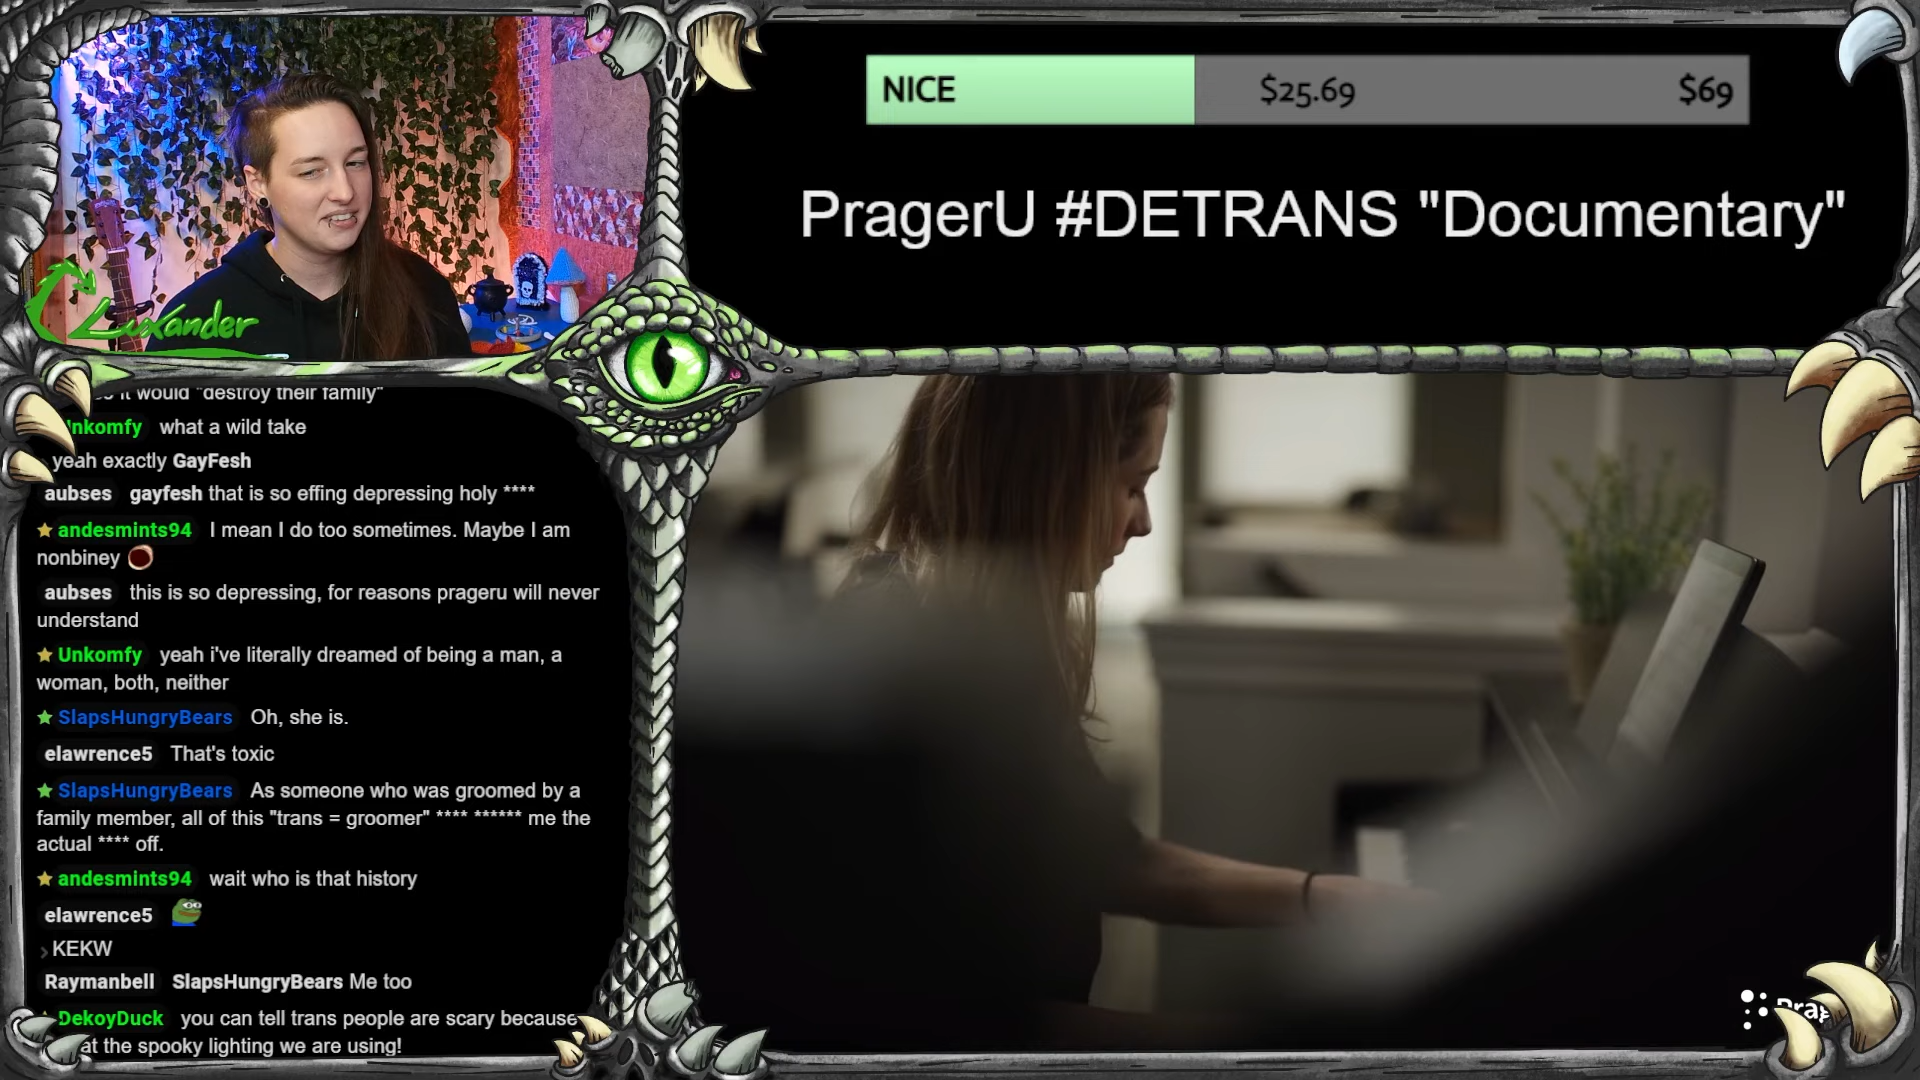 NICE $25.69 $69
PragerU #DETRANS "Documentary"
Luxander
it would "destroy their family"
Unkomfy what a wild take
yeah exactly GayFesh
aubses gayfesh that is so effing depressing holy ****
andesmints94 I mean I do too sometimes. Maybe I am
nonbiney
aubses this is so depressing, for reasons prageru will never
understand
Unkomfy yeah i've literally dreamed of being a man, a
woman, both, neither
SlapsHungryBears Oh, she is.
elawrence5 That's toxic
SlapsHungryBears As someone who was groomed by a
family member, all of this "trans = groomer" **** ****** me the
actual **** off.
andesmints94 wait who is that history
elawrence5
KEKW
Raymanbell SlapsHungryBears Me too
DekoyDuck you can tell trans people are scary because
at the spooky lighting we are using!